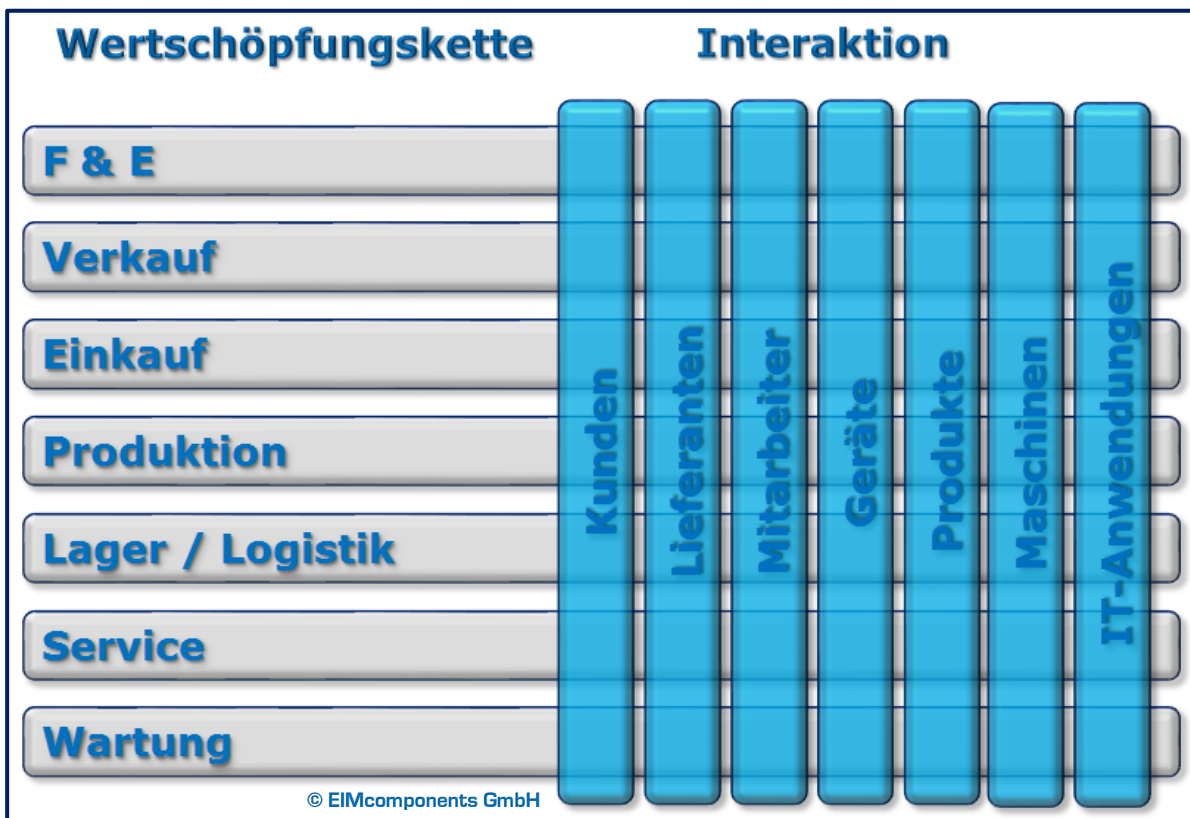 Wertschöpfungskette
Interaktion
F & E
Verkauf
Einkauf
Produktion
Lager / Logistik
Service
Wartung
Kunden
Lieferanten
Mitarbeiter
Geräte
Produkte
Maschinen
IT-Anwendungen
© EIMcomponents GmbH